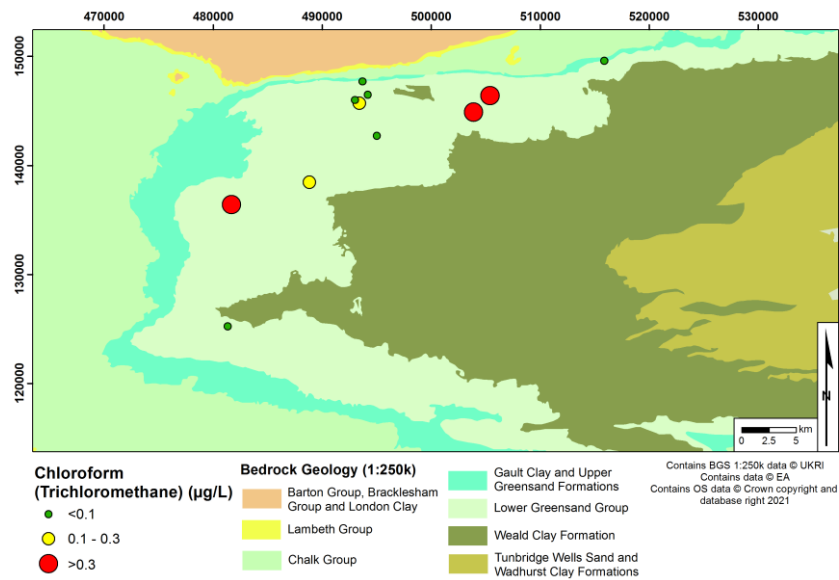 470000 480000 490000 500000 510000 520000 530000
150000
140000
130000
120000
N
0 2.5 5 km
Chloroform
(Trichloromethane) (µg/L)
<0.1
0.1 - 0.3
>0.3
Bedrock Geology (1:250k)
Barton Group, Bracklesham
Group and London Clay
Lambeth Group
Chalk Group
Gault Clay and Upper
Greensand Formations
Lower Greensand Group
Weald Clay Formation
Tunbridge Wells Sand and
Wadhurst Clay Formations
Contains BGS 1:250k data © UKRI
Contains data © EA
Contains OS data © Crown copyright and
database right 2021